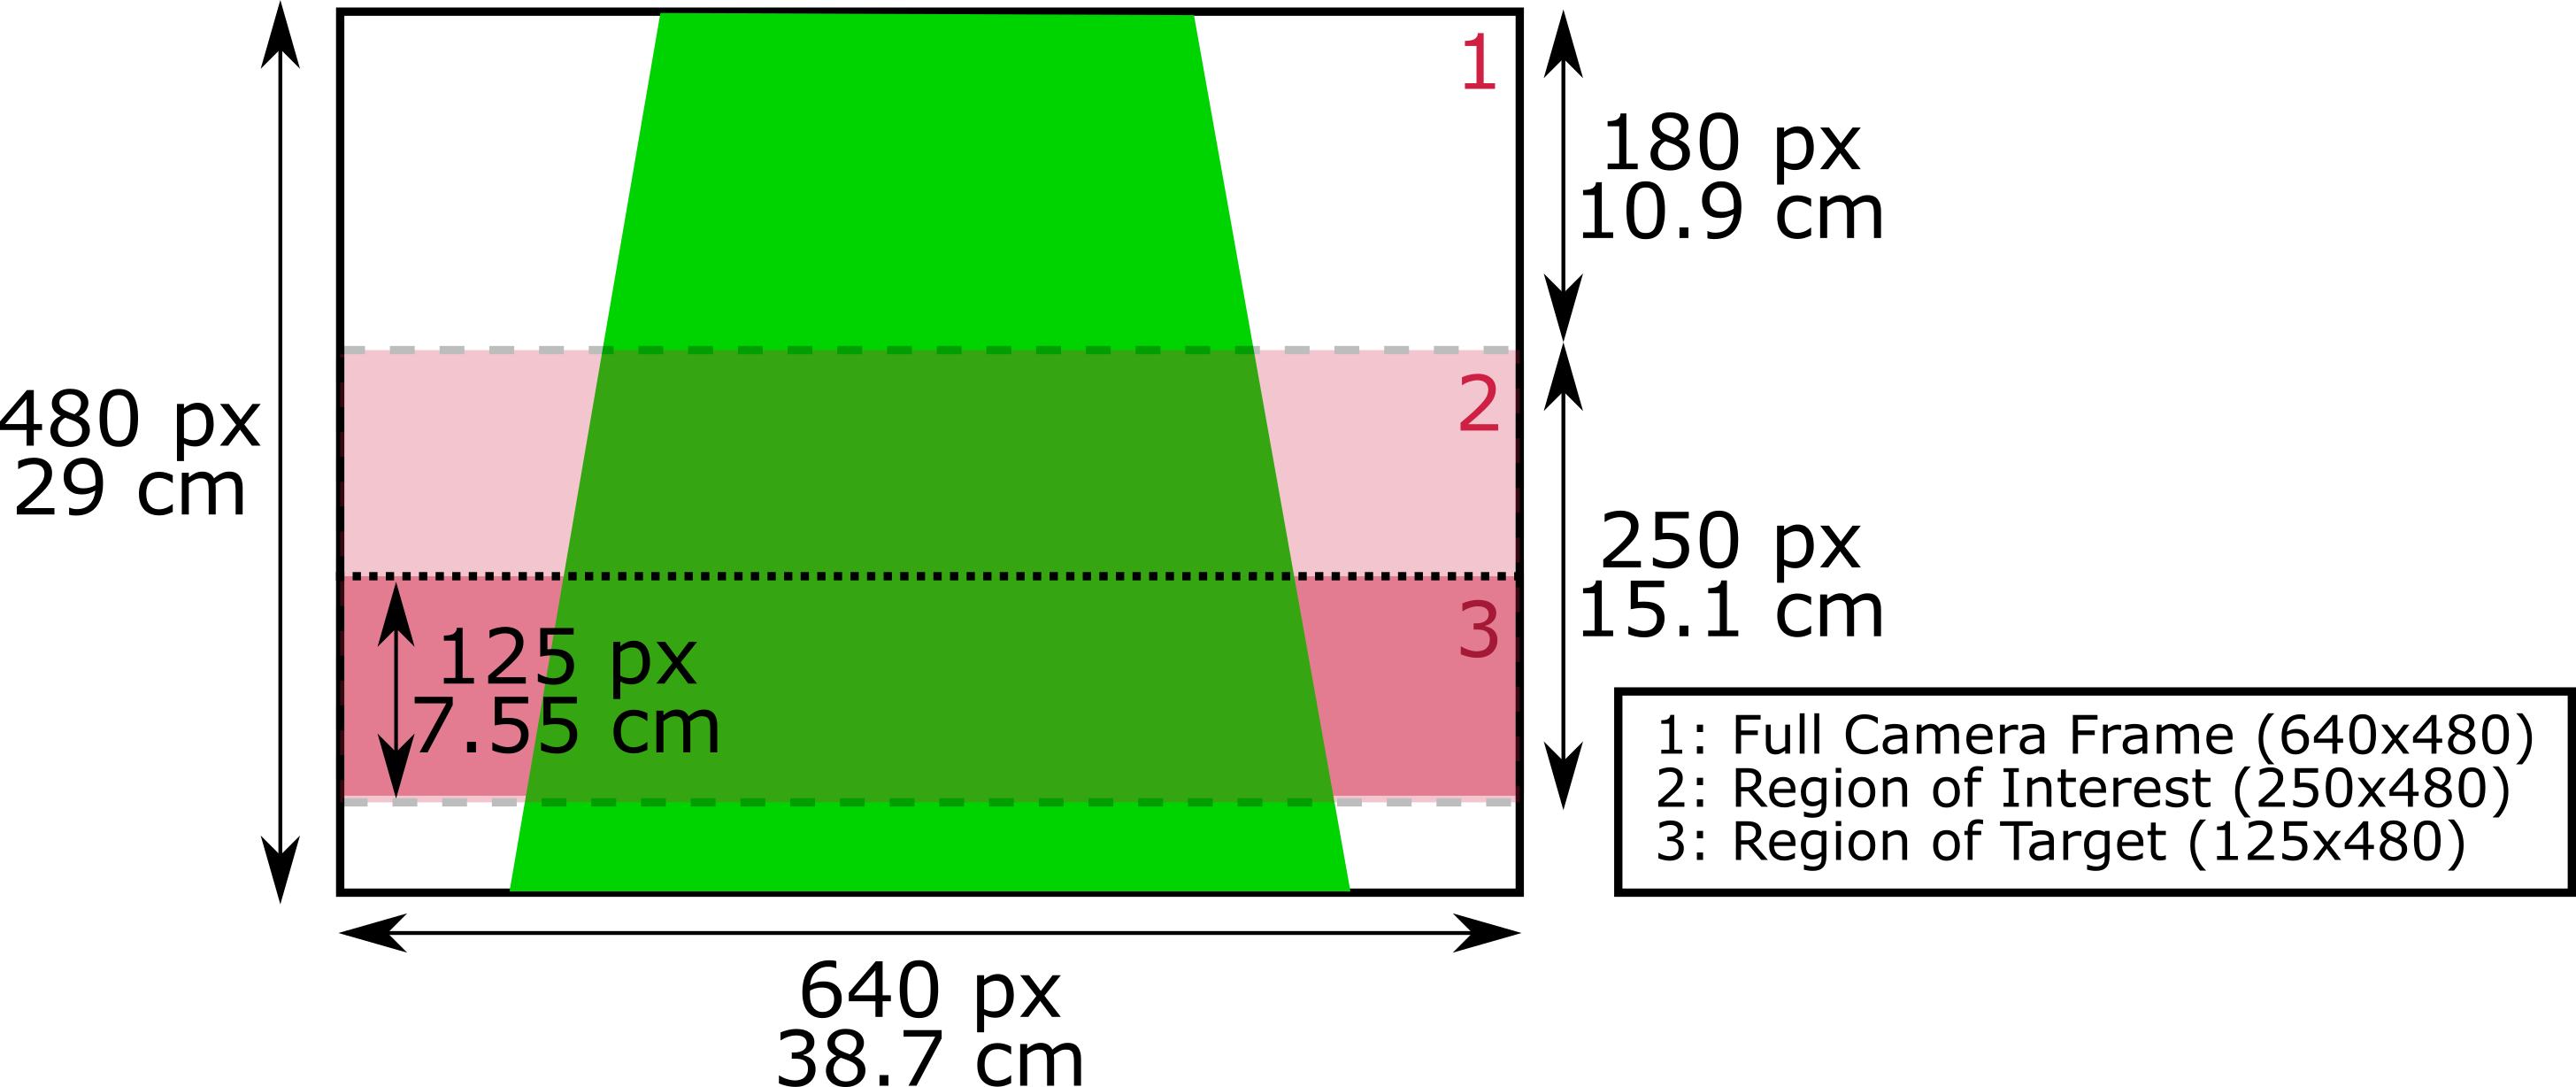 1
180 px
10.9 cm
2
480 px
29 cm
250 px
15.1 cm
3
125 px
7.55 cm
1: Full Camera Frame (640x480)
2: Region of Interest (250x480)
3: Region of Target (125x480)
640 px
38.7 cm